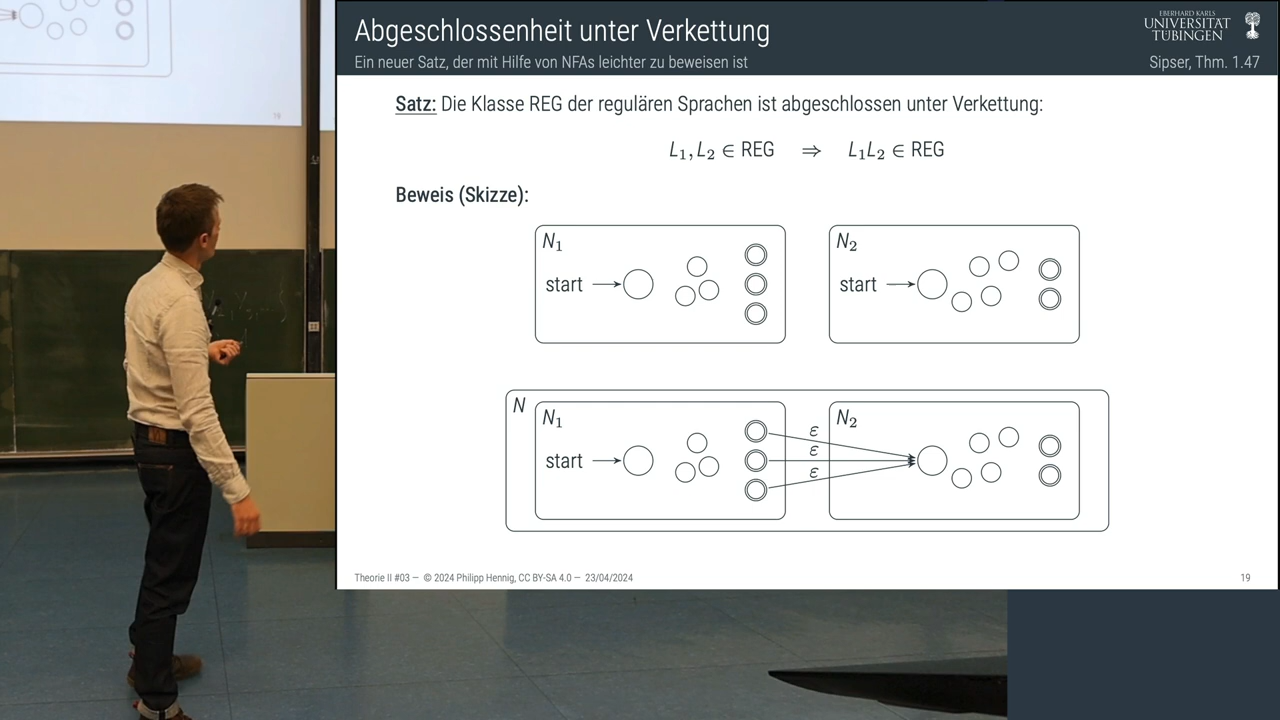 Abgeschlossenheit unter Verkettung
Ein neuer Satz, der mit Hilfe von NFAs leichter zu beweisen ist
EBERHARD KARLS
UNIVERSITÄT
TÜBINGEN
Sipser, Thm. 1.47
Satz: Die Klasse REG der regulären Sprachen ist abgeschlossen unter Verkettung:
L₁, L₂ ∈ REG ⇒ L₁L₂ ∈ REG
Beweis (Skizze):
N₁
start
N₂
start
N
N₁
start
ε
ε
ε
N₂
Theorie II #03 — © 2024 Philipp Hennig, CC BY-SA 4.0 — 23/04/2024
19